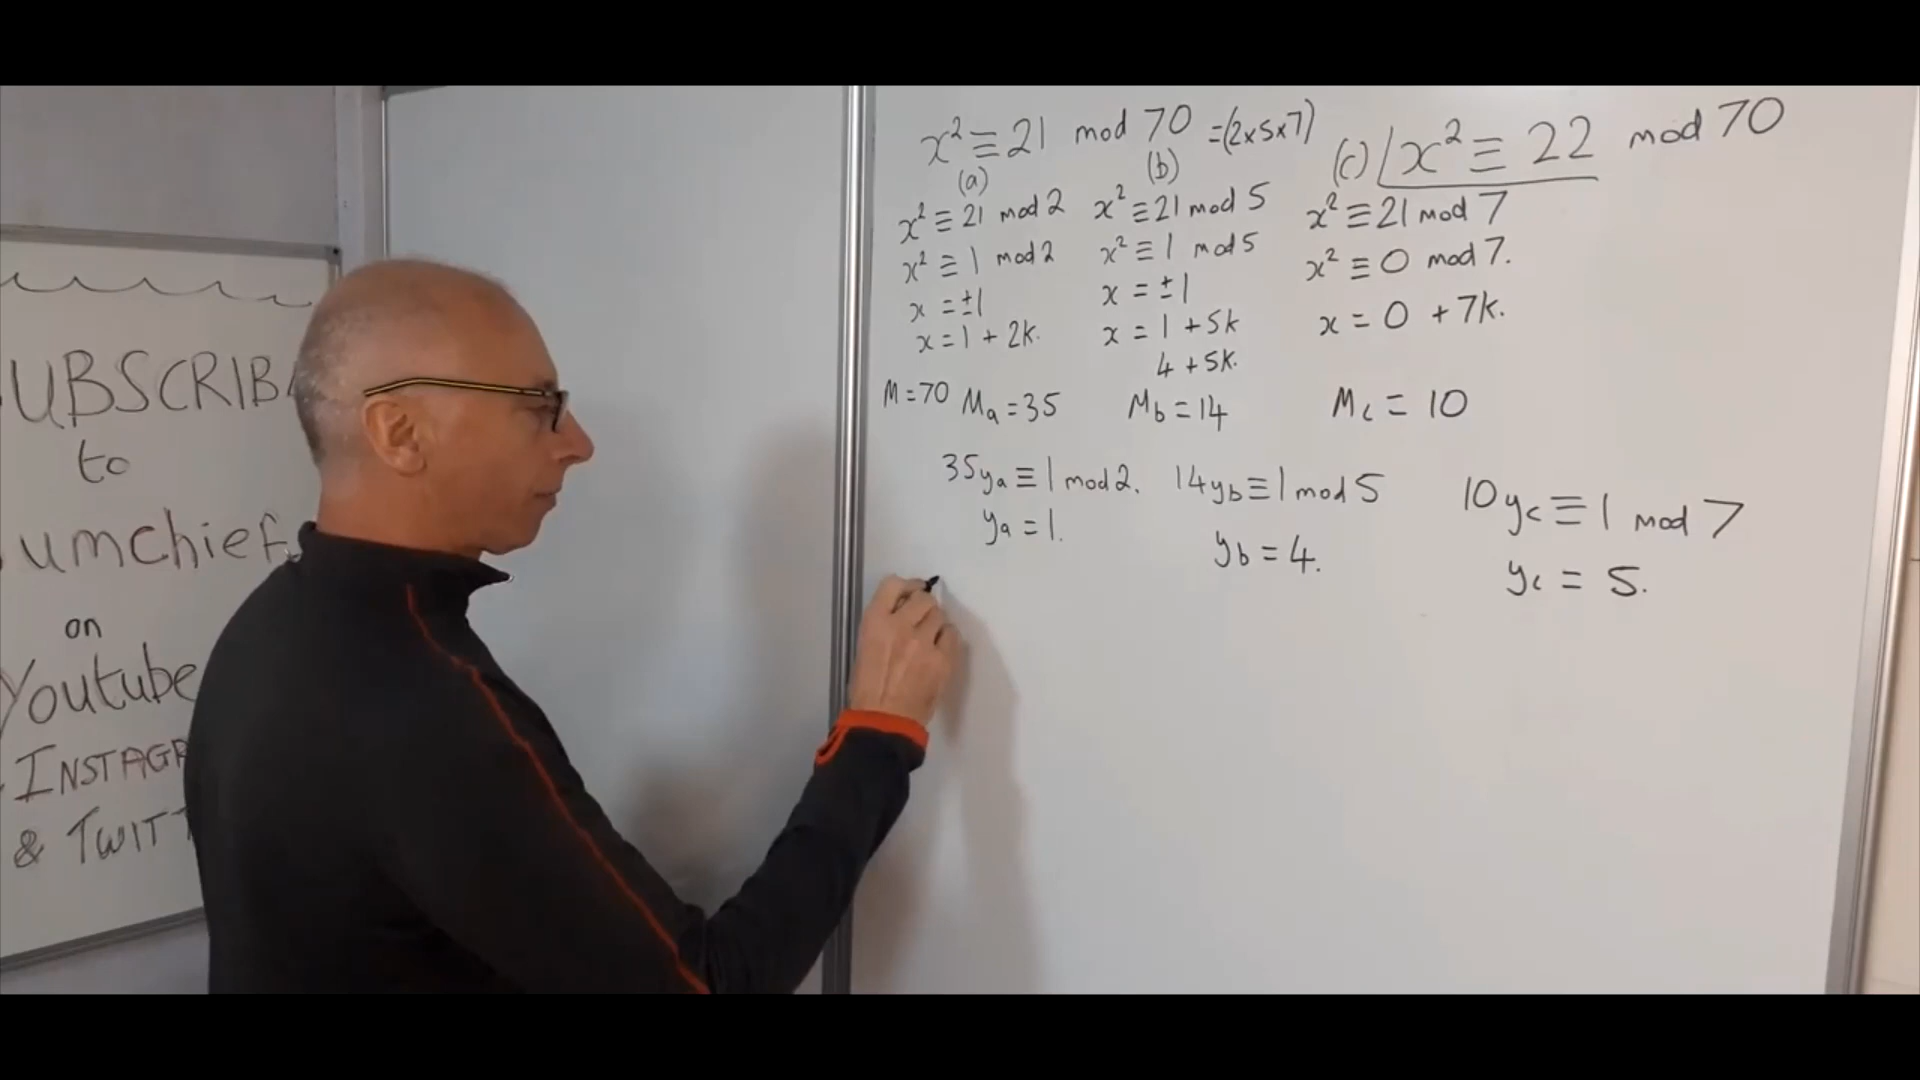 UBSCRIB
to
umchief
on
Youtube
INSTAGR
& TWITT
x² ≡ 21 mod 70 =(2x5x7)
x² ≡ 22 mod 70
(a) (b) (c)
x² ≡ 21 mod 2 x² ≡ 21 mod 5 x² ≡ 21 mod 7
x² ≡ 1 mod 2 x² ≡ 1 mod 5 x² ≡ 0 mod 7.
x = ±1 x = ±1 x = 0 + 7k.
x = 1 + 2k. x = 1 + 5k
4 + 5k.
M = 70 Ma = 35 Mb = 14 Mc = 10
35ya ≡ 1 mod 2. 14yb ≡ 1 mod 5 10yc ≡ 1 mod 7
ya = 1. yb = 4. yc = 5.